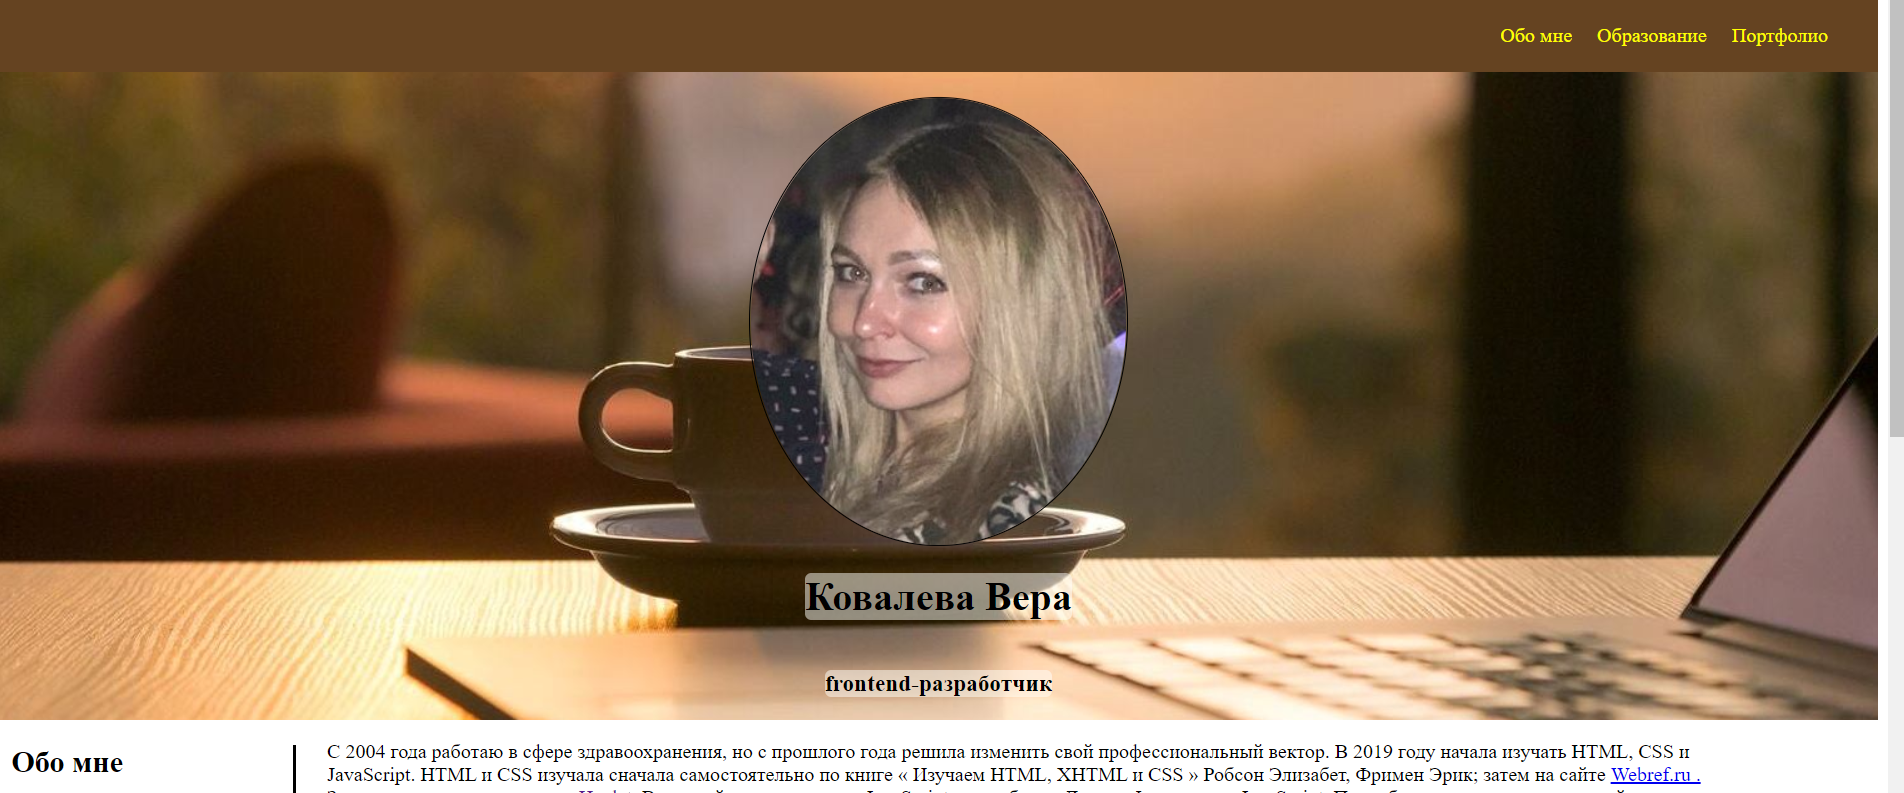 Обо мне Образование Портфолио
Ковалева Вера
frontend-разработчик
Обо мне
С 2004 года работаю в сфере здравоохранения, но с прошлого года решила изменить свой профессиональный вектор. В 2019 году начала изучать HTML, CSS и
JavaScript. HTML и CSS изучала сначала самостоятельно по книге « Изучаем HTML, XHTML и CSS » Робсон Элизабет, Фримен Эрик; затем на сайте Webref.ru .